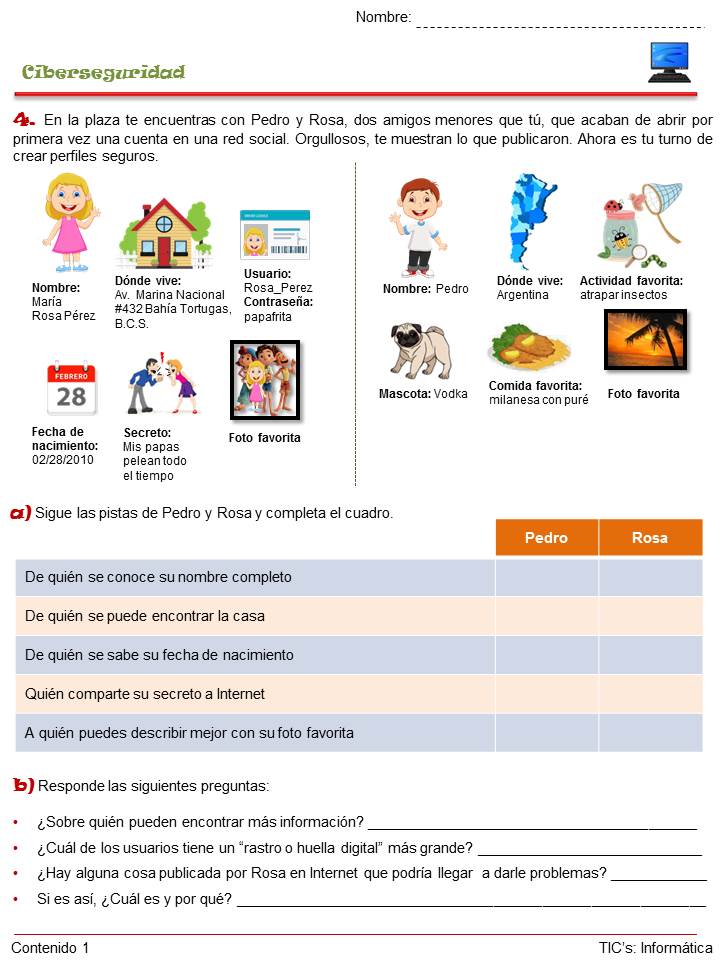 Nombre: 
Ciberseguridad
4. En la plaza te encuentras con Pedro y Rosa, dos amigos menores que tú, que acaban de abrir por
primera vez una cuenta en una red social. Orgullosos, te muestran lo que publicaron. Ahora es tu turno de
crear perfiles seguros.
Nombre:
María
Rosa Pérez
Dónde vive:
Av. Marina Nacional
#432 Bahía Tortugas,
B.C.S.
Usuario:
Rosa_Perez
Contraseña:
papafrita
FEBRERO
28
Fecha de
nacimiento:
02/28/2010
Secreto:
Mis papas
pelean todo
el tiempo
Foto favorita
Nombre: Pedro
Dónde vive:
Argentina
Actividad favorita:
atrapar insectos
Mascota: Vodka
Comida favorita:
milanesa con puré
Foto favorita
a) Sigue las pistas de Pedro y Rosa y completa el cuadro.
Pedro Rosa
De quién se conoce su nombre completo
De quién se puede encontrar la casa
De quién se sabe su fecha de nacimiento
Quién comparte su secreto a Internet
A quién puedes describir mejor con su foto favorita
b) Responde las siguientes preguntas:
• ¿Sobre quién pueden encontrar más información?
• ¿Cuál de los usuarios tiene un “rastro o huella digital” más grande?
• ¿Hay alguna cosa publicada por Rosa en Internet que podría llegar a darle problemas?
• Si es así, ¿Cuál es y por qué?
Contenido 1 TIC’s: Informática